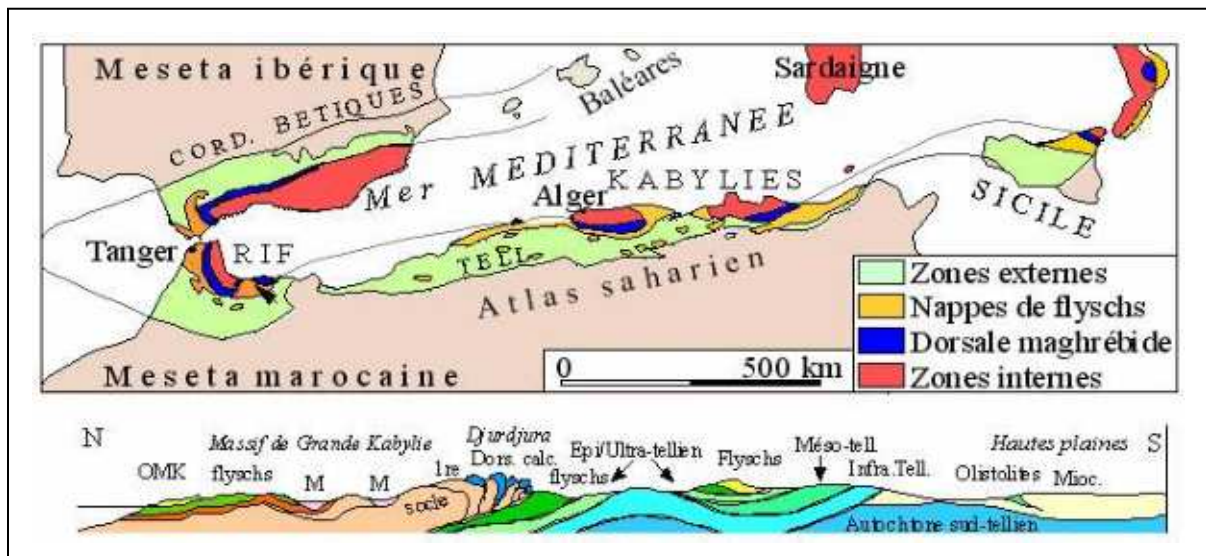 Meseta ibérique
Sardaigne
Baléares
CORD. BETIQUES
Mer MEDITERRANEE
Alger
KABYLIES
SICILE
Tanger
RIF
TELL
Atlas saharien
Meseta marocaine
0 500 km
Zones externes
Nappes de flyschs
Dorsale maghrébide
Zones internes
N
Massif de Grande Kabylie
Djurdjura
Hautes plaines
S
OMK
flyschs
M
M
1re
Dors. calc.
flyschs
Epi/Ultra-tellien
Flyschs
Méso-tell.
Infra.Tell.
Olistolites
Mioc.
socle
Autochtone sud-tellien